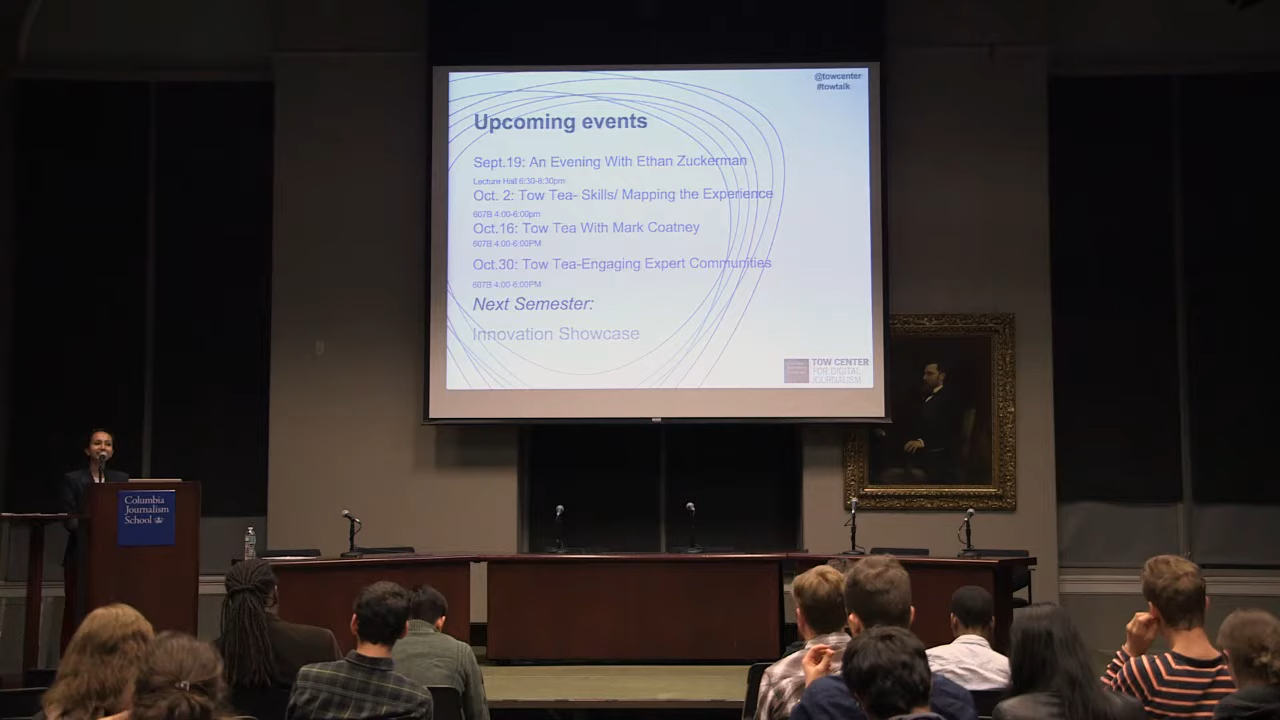 @towcenter
#towtalk
Upcoming events
Sept.19: An Evening With Ethan Zuckerman
Lecture Hall 6:30-8:30pm
Oct. 2: Tow Tea- Skills/ Mapping the Experience
607B 4:00-6:00pm
Oct.16: Tow Tea With Mark Coatney
607B 4:00-6:00PM
Oct.30: Tow Tea-Engaging Expert Communities
607B 4:00-6:00PM
Next Semester:
Innovation Showcase
TOW CENTER
FOR DIGITAL
JOURNALISM
Columbia
Journalism
School